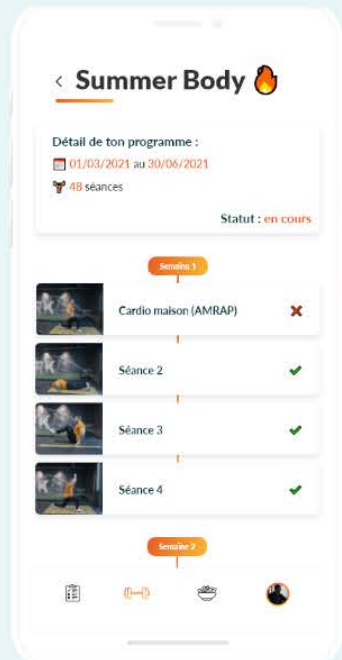 Summer Body 🔥
Détail de ton programme :
01/03/2021 au 30/06/2021
48 séances
Statut : en cours
Semaine 1
Cardio maison (AMRAP)
Séance 2
Séance 3
Séance 4
Semaine 2